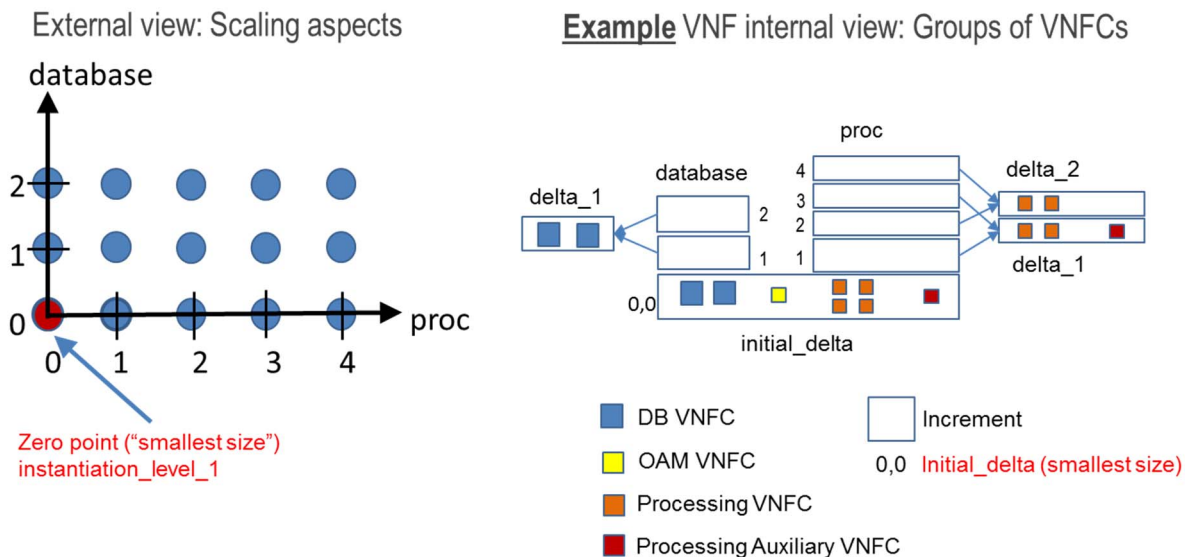 External view: Scaling aspects
database
2
1
0
0
1
2
3
4
proc
Zero point ("smallest size")
instantiation_level_1
Example VNF internal view: Groups of VNFCs
proc
database
delta_1
2
1
4
3
2
1
delta_2
delta_1
0,0
initial_delta
DB VNFC
OAM VNFC
Processing VNFC
Processing Auxiliary VNFC
Increment
0,0 Initial_delta (smallest size)